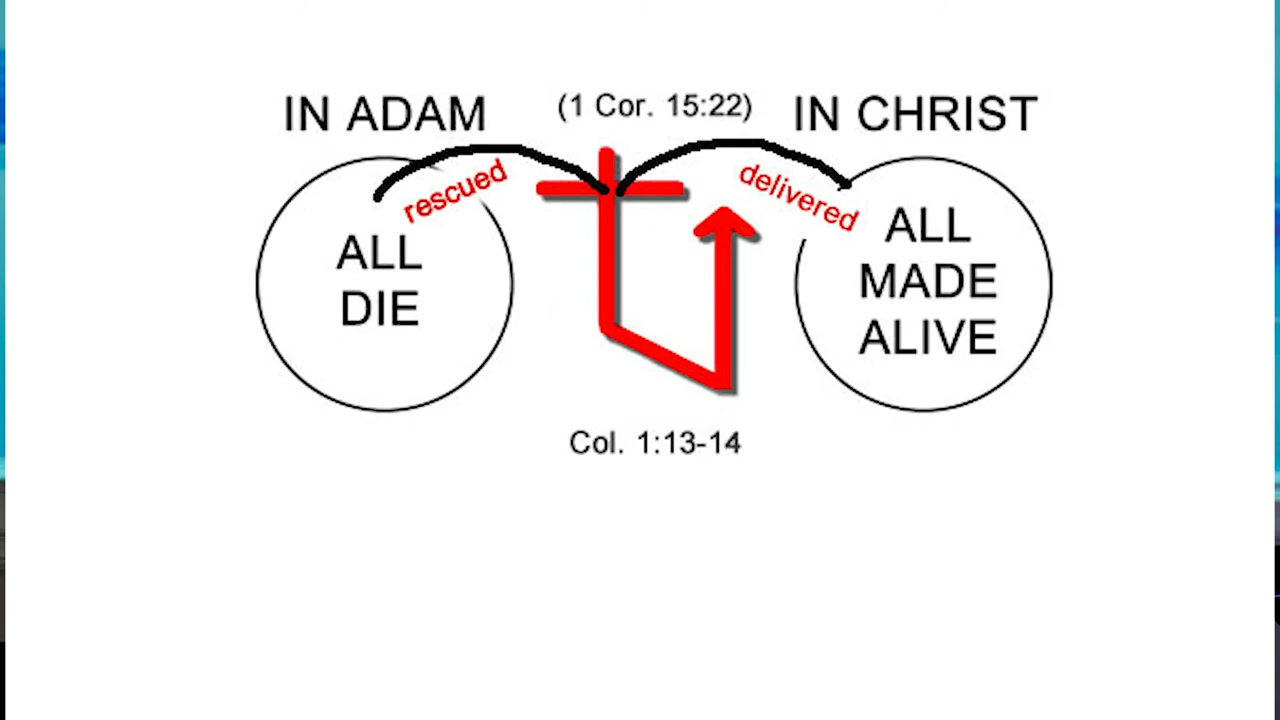 IN ADAM
(1 Cor. 15:22)
IN CHRIST
rescued
delivered
ALL
DIE
ALL
MADE
ALIVE
Col. 1:13-14